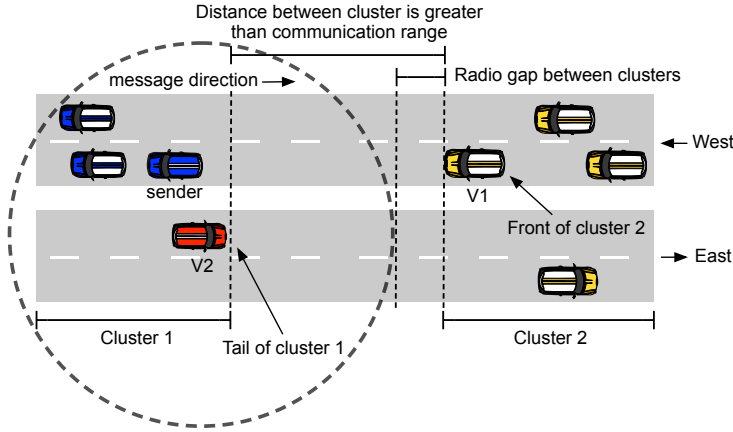 Distance between cluster is greater
than communication range
message direction
Radio gap between clusters
West
sender
V1
Front of cluster 2
V2
East
Cluster 1
Tail of cluster 1
Cluster 2